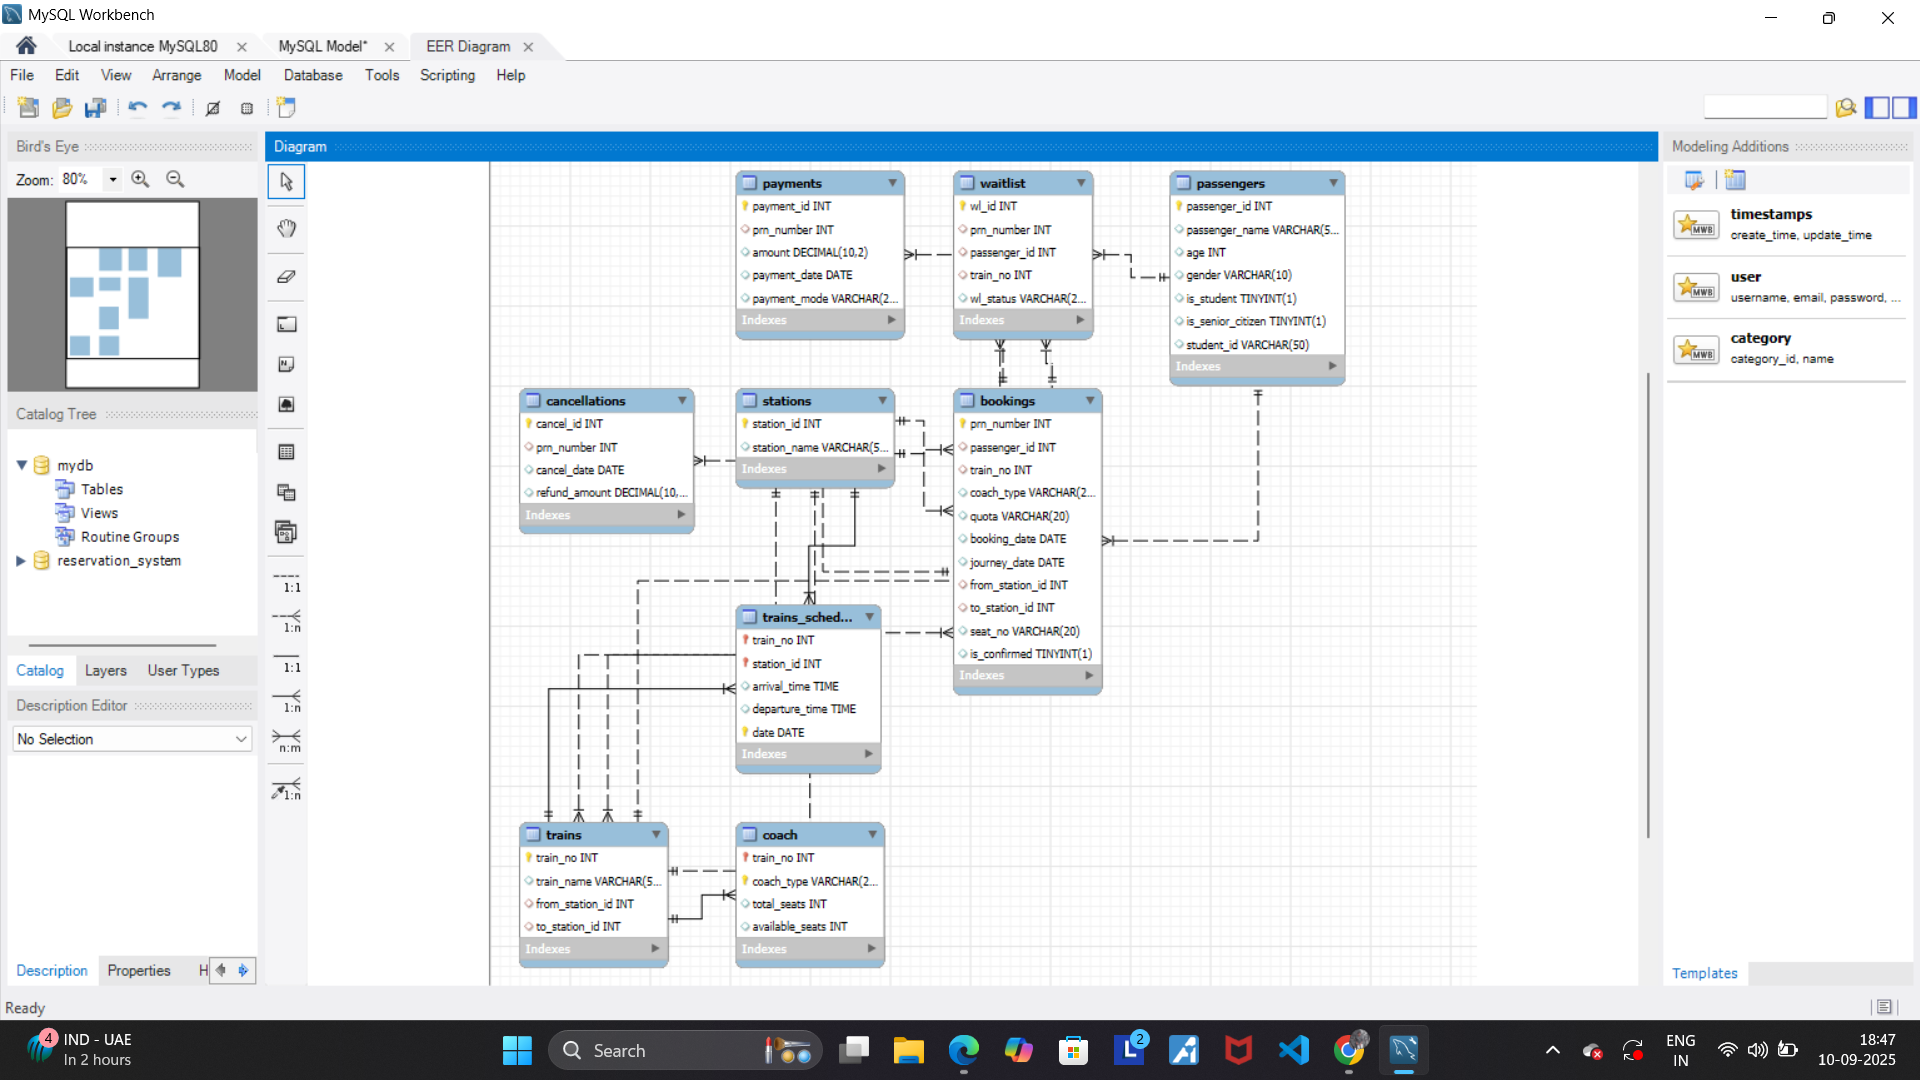 MySQL Workbench
Local instance MySQL80
MySQL Model*
EER Diagram
File Edit View Arrange Model Database Tools Scripting Help
Bird's Eye
Zoom: 80%
Catalog Tree
mydb
Tables
Views
Routine Groups
reservation_system
Catalog Layers User Types
Description Editor
No Selection
Description Properties H
Ready
1:1
1:n
1:1
1:n
n:m
1:n
Diagram
payments
payment_id INT
prn_number INT
amount DECIMAL(10,2)
payment_date DATE
payment_mode VARCHAR(2...
Indexes
waitlist
wl_id INT
prn_number INT
passenger_id INT
train_no INT
wl_status VARCHAR(2...
Indexes
passengers
passenger_id INT
passenger_name VARCHAR(5...
age INT
gender VARCHAR(10)
is_student TINYINT(1)
is_senior_citizen TINYINT(1)
student_id VARCHAR(50)
Indexes
cancellations
cancel_id INT
prn_number INT
cancel_date DATE
refund_amount DECIMAL(10,...
Indexes
stations
station_id INT
station_name VARCHAR(5...
Indexes
bookings
prn_number INT
passenger_id INT
train_no INT
coach_type VARCHAR(2...
quota VARCHAR(20)
booking_date DATE
journey_date DATE
from_station_id INT
to_station_id INT
seat_no VARCHAR(20)
is_confirmed TINYINT(1)
Indexes
trains_sched...
train_no INT
station_id INT
arrival_time TIME
departure_time TIME
date DATE
Indexes
trains
train_no INT
train_name VARCHAR(5...
from_station_id INT
to_station_id INT
Indexes
coach
train_no INT
coach_type VARCHAR(2...
total_seats INT
available_seats INT
Indexes
Modeling Additions
MWB
timestamps
create_time, update_time
MWB
user
username, email, password, ...
MWB
category
category_id, name
Templates
4
IND - UAE
In 2 hours
Search
L
2
ENG
IN
18:47
10-09-2025